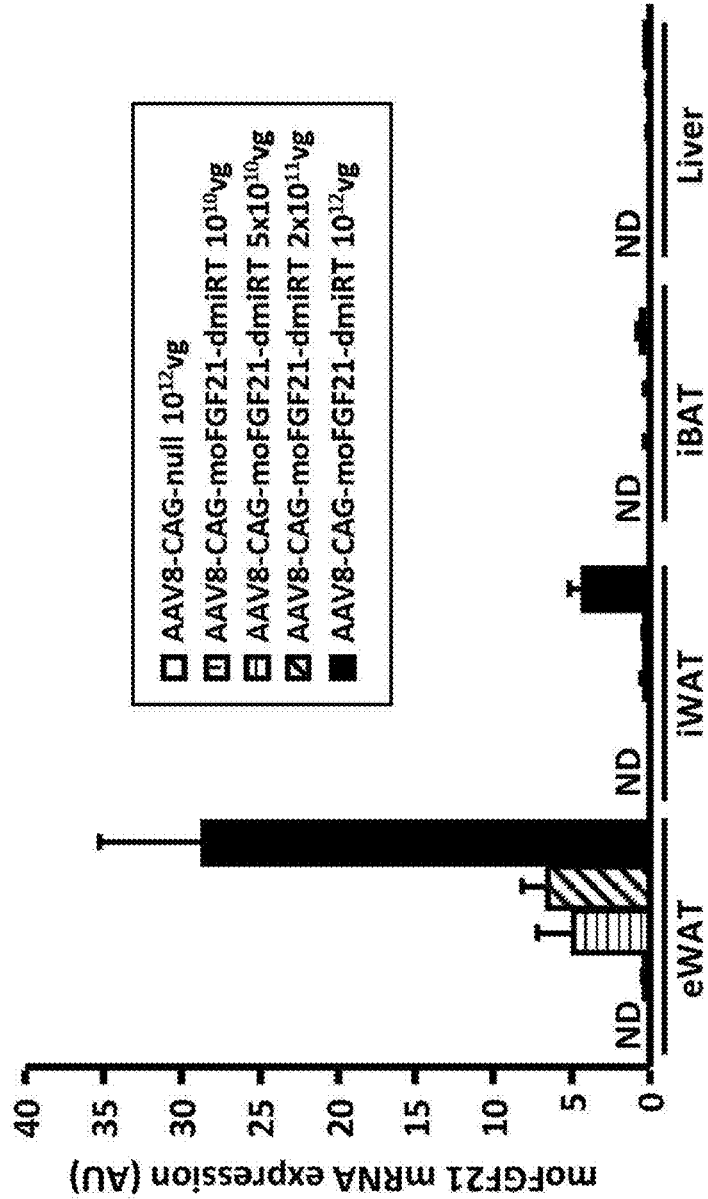 moFGF21 mRNA expression (AU)
40
35
30
25
20
15
10
5
0
AAV8-CAG-null 10¹²vg
AAV8-CAG-moFGF21-dmiRT 10¹⁰vg
AAV8-CAG-moFGF21-dmiRT 5x10¹⁰vg
AAV8-CAG-moFGF21-dmiRT 2x10¹¹vg
AAV8-CAG-moFGF21-dmiRT 10¹²vg
ND ND ND ND
eWAT iWAT iBAT Liver